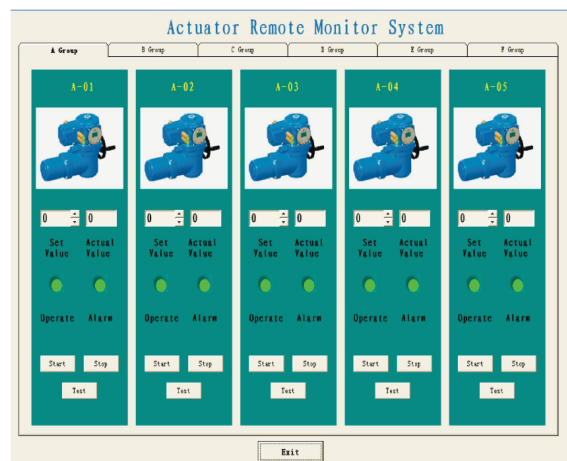 Actuator Remote Monitor System
A Group B Group C Group D Group E Group F Group
A-01 A-02 A-03 A-04 A-05
0 0 0 0 0 0 0 0 0 0
Set Actual Set Actual Set Actual Set Actual Set Actual
Value Value Value Value Value Value Value Value Value Value
Operate Alarm Operate Alarm Operate Alarm Operate Alarm Operate Alarm
Start Stop Start Stop Start Stop Start Stop Start Stop
Test Test Test Test Test
Exit